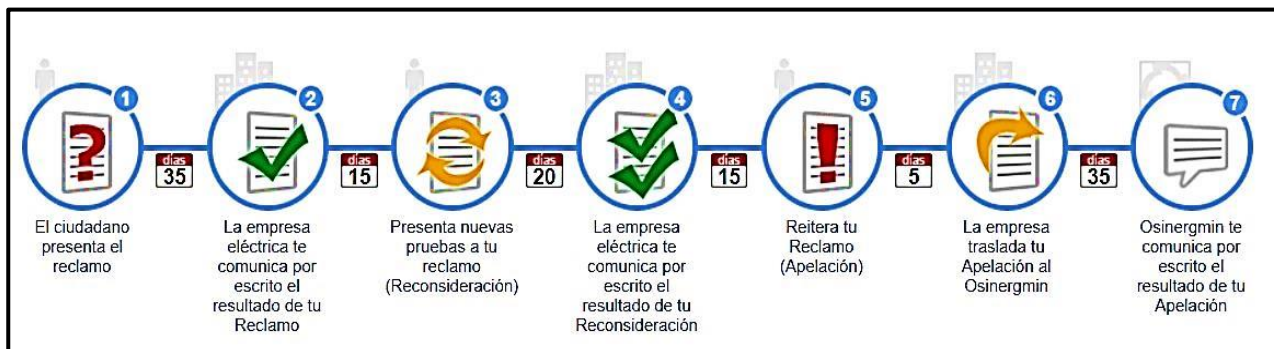 1
2
3
4
5
6
7
días
35
días
15
días
20
días
15
días
5
días
35
El ciudadano
presenta el
reclamo
La empresa
eléctrica te
comunica por
escrito el
resultado de tu
Reclamo
Presenta nuevas
pruebas a tu
reclamo
(Reconsideración)
La empresa
eléctrica te
comunica por
escrito el
resultado de tu
Reconsideración
Reitera tu
Reclamo
(Apelación)
La empresa
traslada tu
Apelación al
Osinergmin
Osinergmin te
comunica por
escrito el
resultado de tu
Apelación